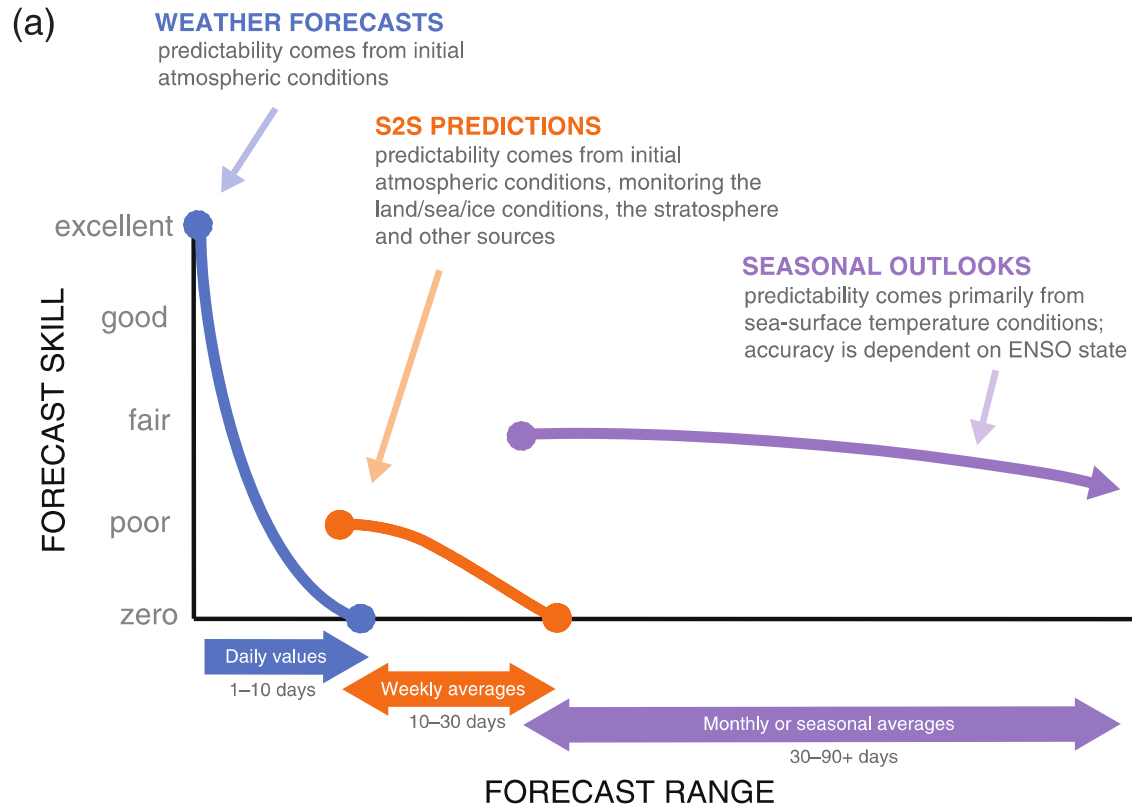 (a)
WEATHER FORECASTS
predictability comes from initial
atmospheric conditions
S2S PREDICTIONS
predictability comes from initial
atmospheric conditions, monitoring the
land/sea/ice conditions, the stratosphere
and other sources
SEASONAL OUTLOOKS
predictability comes primarily from
sea-surface temperature conditions;
accuracy is dependent on ENSO state
FORECAST SKILL
excellent
good
fair
poor
zero
Daily values
1–10 days
Weekly averages
10–30 days
Monthly or seasonal averages
30–90+ days
FORECAST RANGE